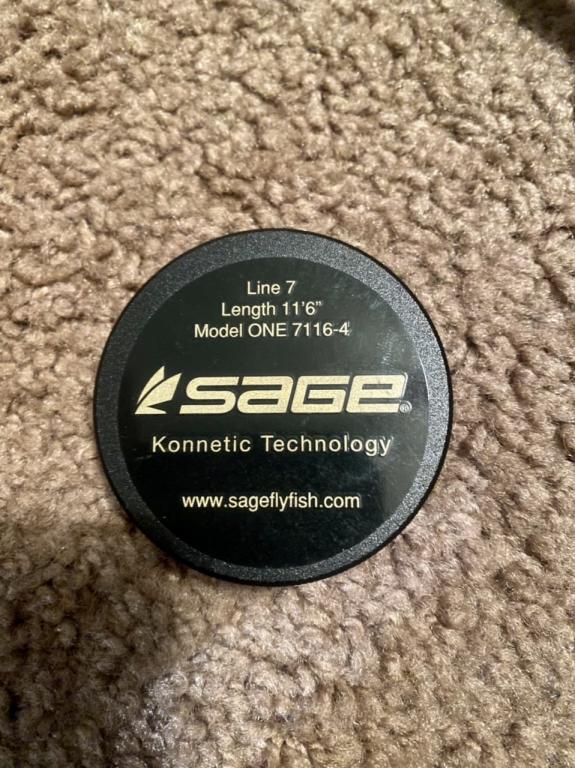 Line 7
Length 11'6"
Model ONE 7116-4
SAGE®
Konnetic Technology
www.sageflyfish.com